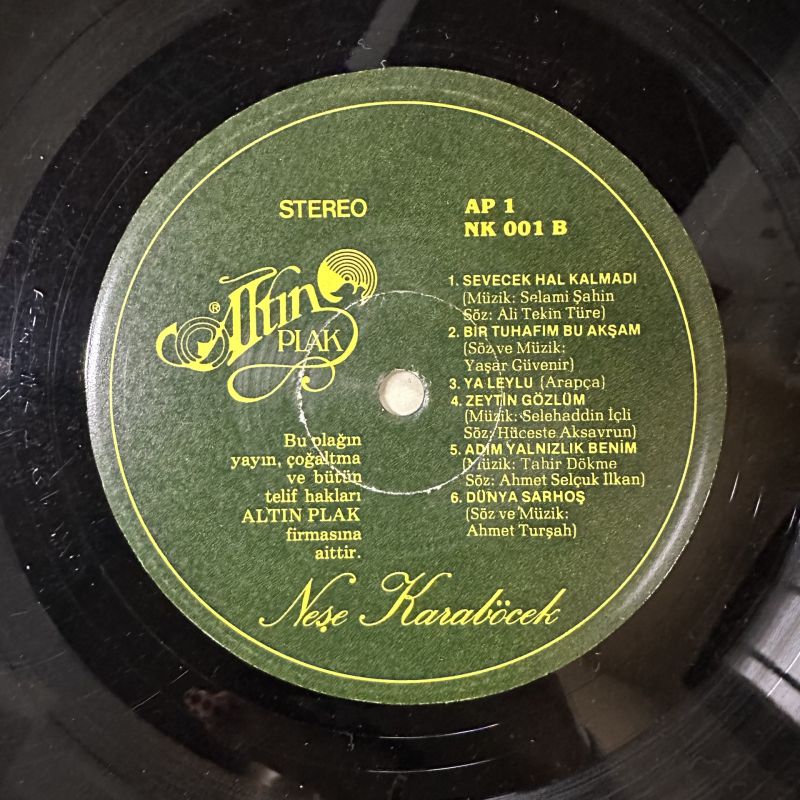 STEREO
AP 1
NK 001 B
Altın
®
PLAK
1. SEVECEK HAL KALMADI
(Müzik: Selami Şahin
Söz: Ali Tekin Türe)
2. BİR TUHAFIM BU AKŞAM
(Söz ve Müzik:
Yaşar Güvenir)
3. YA LEYLU (Arapça)
4. ZEYTİN GÖZLÜM
(Müzik: Selehaddin İçli
Söz: Hüceste Aksavrun)
5. ADIM YALNIZLIK BENİM
(Müzik: Tahir Dökme
Söz: Ahmet Selçuk İlkan)
6. DÜNYA SARHOŞ
(Söz ve Müzik:
Ahmet Turşah)
Bu plağın
yayın, çoğaltma
ve bütün
telif hakları
ALTIN PLAK
firmasına
aittir.
Neşe Karaböcek